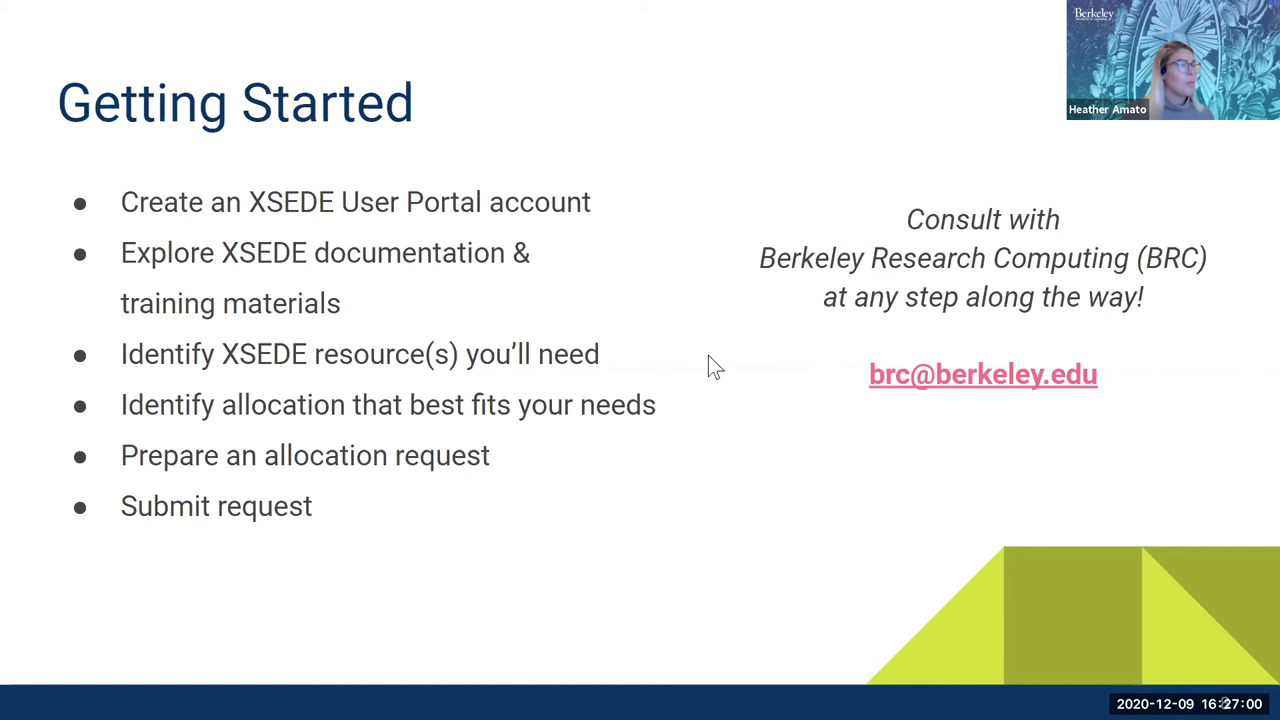 Berkeley
Heather Amato
Getting Started
● Create an XSEDE User Portal account
● Explore XSEDE documentation &
training materials
● Identify XSEDE resource(s) you’ll need
● Identify allocation that best fits your needs
● Prepare an allocation request
● Submit request
Consult with
Berkeley Research Computing (BRC)
at any step along the way!
brc@berkeley.edu
2020-12-09 16:27:00